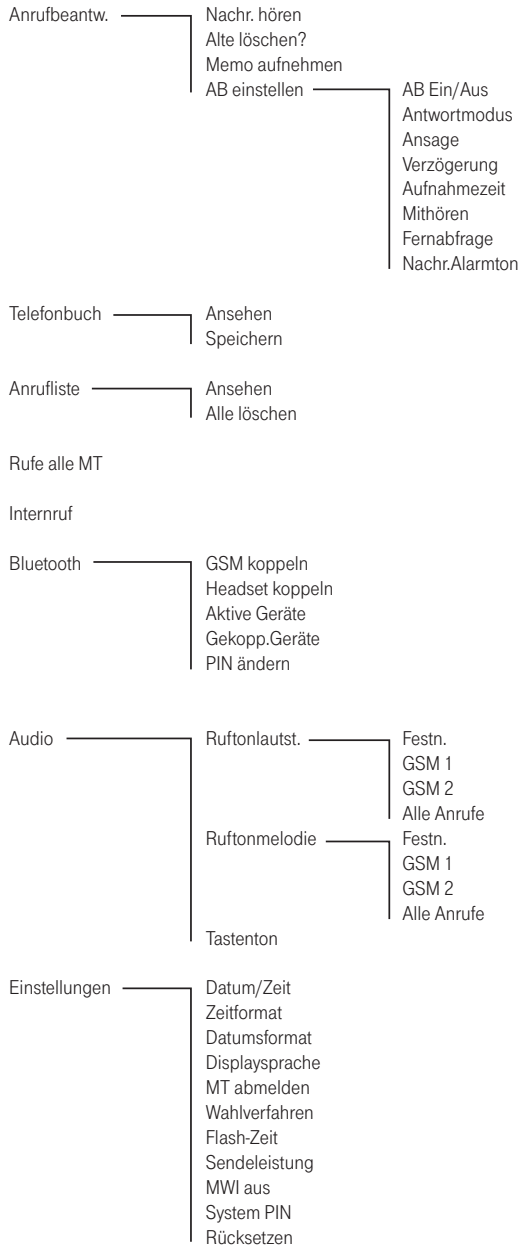 Anrufbeantw. Nachr. hören
Alte löschen?
Memo aufnehmen
AB einstellen AB Ein/Aus
Antwortmodus
Ansage
Verzögerung
Aufnahmezeit
Mithören
Fernabfrage
Nachr.Alarmton
Telefonbuch Ansehen
Speichern
Anrufliste Ansehen
Alle löschen
Rufe alle MT
Internruf
Bluetooth GSM koppeln
Headset koppeln
Aktive Geräte
Gekopp.Geräte
PIN ändern
Audio Ruftonlautst. Festn.
GSM 1
GSM 2
Alle Anrufe
Ruftonmelodie Festn.
GSM 1
GSM 2
Alle Anrufe
Tastenton
Einstellungen Datum/Zeit
Zeitformat
Datumsformat
Displaysprache
MT abmelden
Wahlverfahren
Flash-Zeit
Sendeleistung
MWI aus
System PIN
Rücksetzen